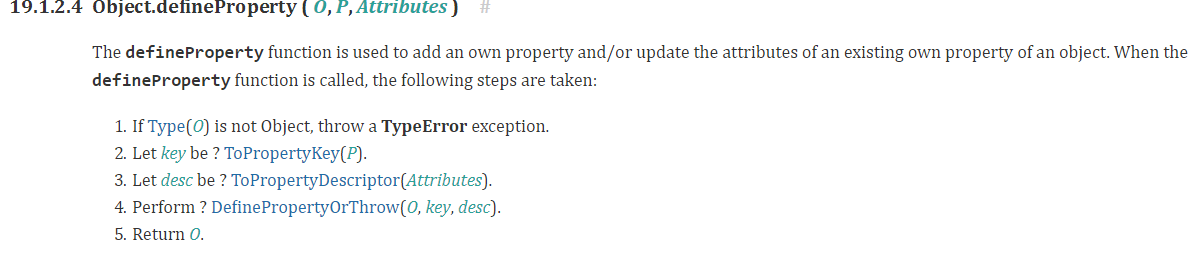 19.1.2.4 Object.defineProperty ( O, P, Attributes ) #
The defineProperty function is used to add an own property and/or update the attributes of an existing own property of an object. When the
defineProperty function is called, the following steps are taken:
1. If Type(O) is not Object, throw a TypeError exception.
2. Let key be ? ToPropertyKey(P).
3. Let desc be ? ToPropertyDescriptor(Attributes).
4. Perform ? DefinePropertyOrThrow(O, key, desc).
5. Return O.